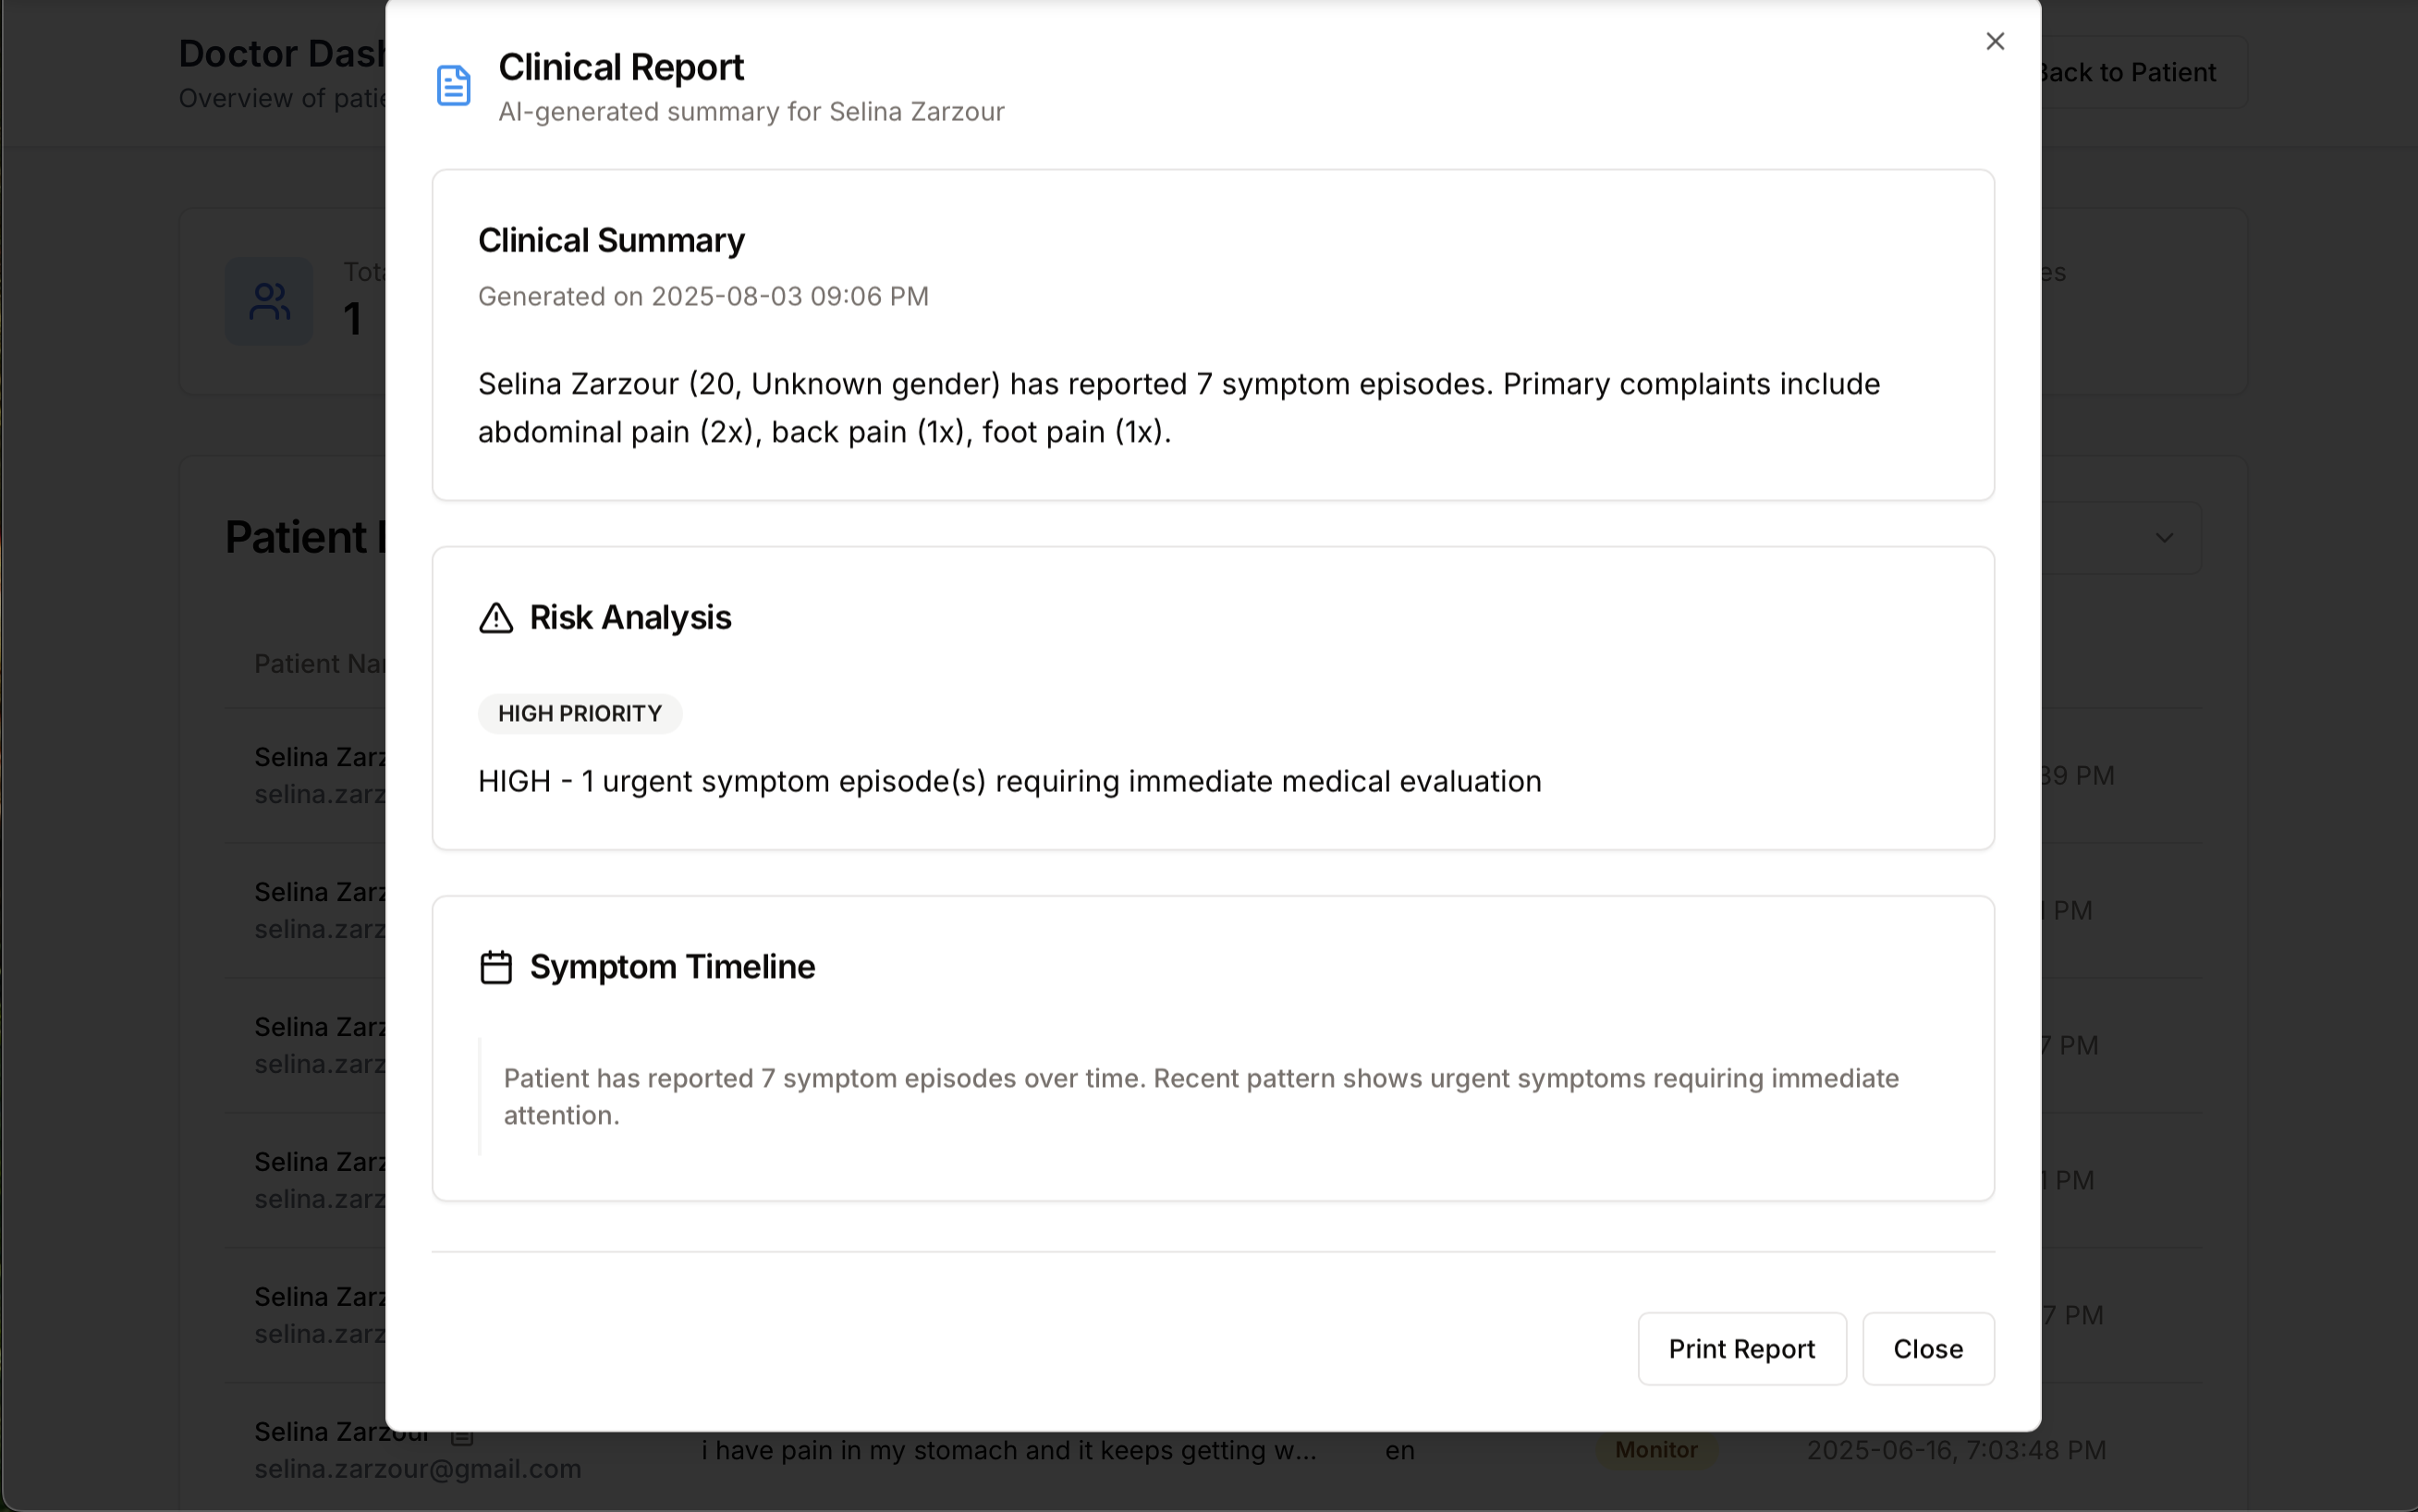 Doctor Dash
Overview of patie
Back to Patient
Clinical Report
AI-generated summary for Selina Zarzour
Clinical Summary
Generated on 2025-08-03 09:06 PM
Selina Zarzour (20, Unknown gender) has reported 7 symptom episodes. Primary complaints include
abdominal pain (2x), back pain (1x), foot pain (1x).
Tota
1
es
Risk Analysis
HIGH PRIORITY
HIGH - 1 urgent symptom episode(s) requiring immediate medical evaluation
Symptom Timeline
Patient has reported 7 symptom episodes over time. Recent pattern shows urgent symptoms requiring immediate
attention.
Print Report
Close
Patient
Patient Nam
Selina Zarz
selina.zarz
39 PM
Selina Zarz
selina.zarz
PM
Selina Zarz
selina.zarz
7 PM
Selina Zarz
selina.zarz
1 PM
Selina Zarz
selina.zarz
7 PM
Selina Zarzour
selina.zarzour@gmail.com
i have pain in my stomach and it keeps getting w...
en
Monitor
2025-06-16, 7:03:48 PM